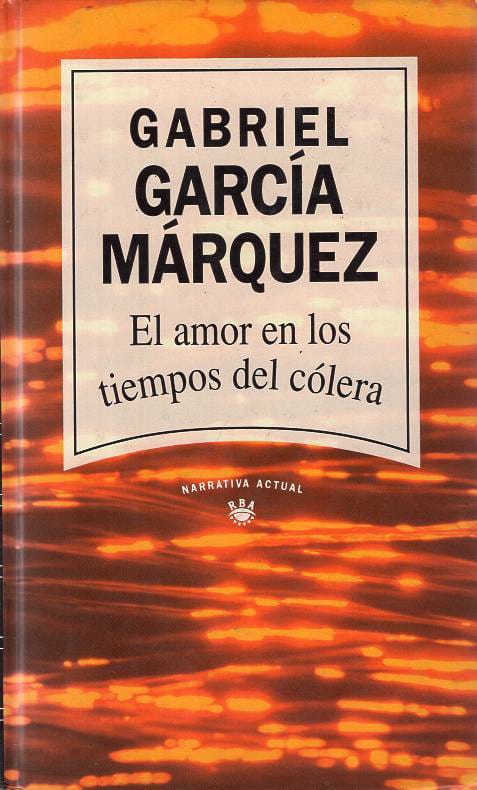 GABRIEL
GARCÍA
MÁRQUEZ
El amor en los
tiempos del cólera
NARRATIVA ACTUAL
RBA